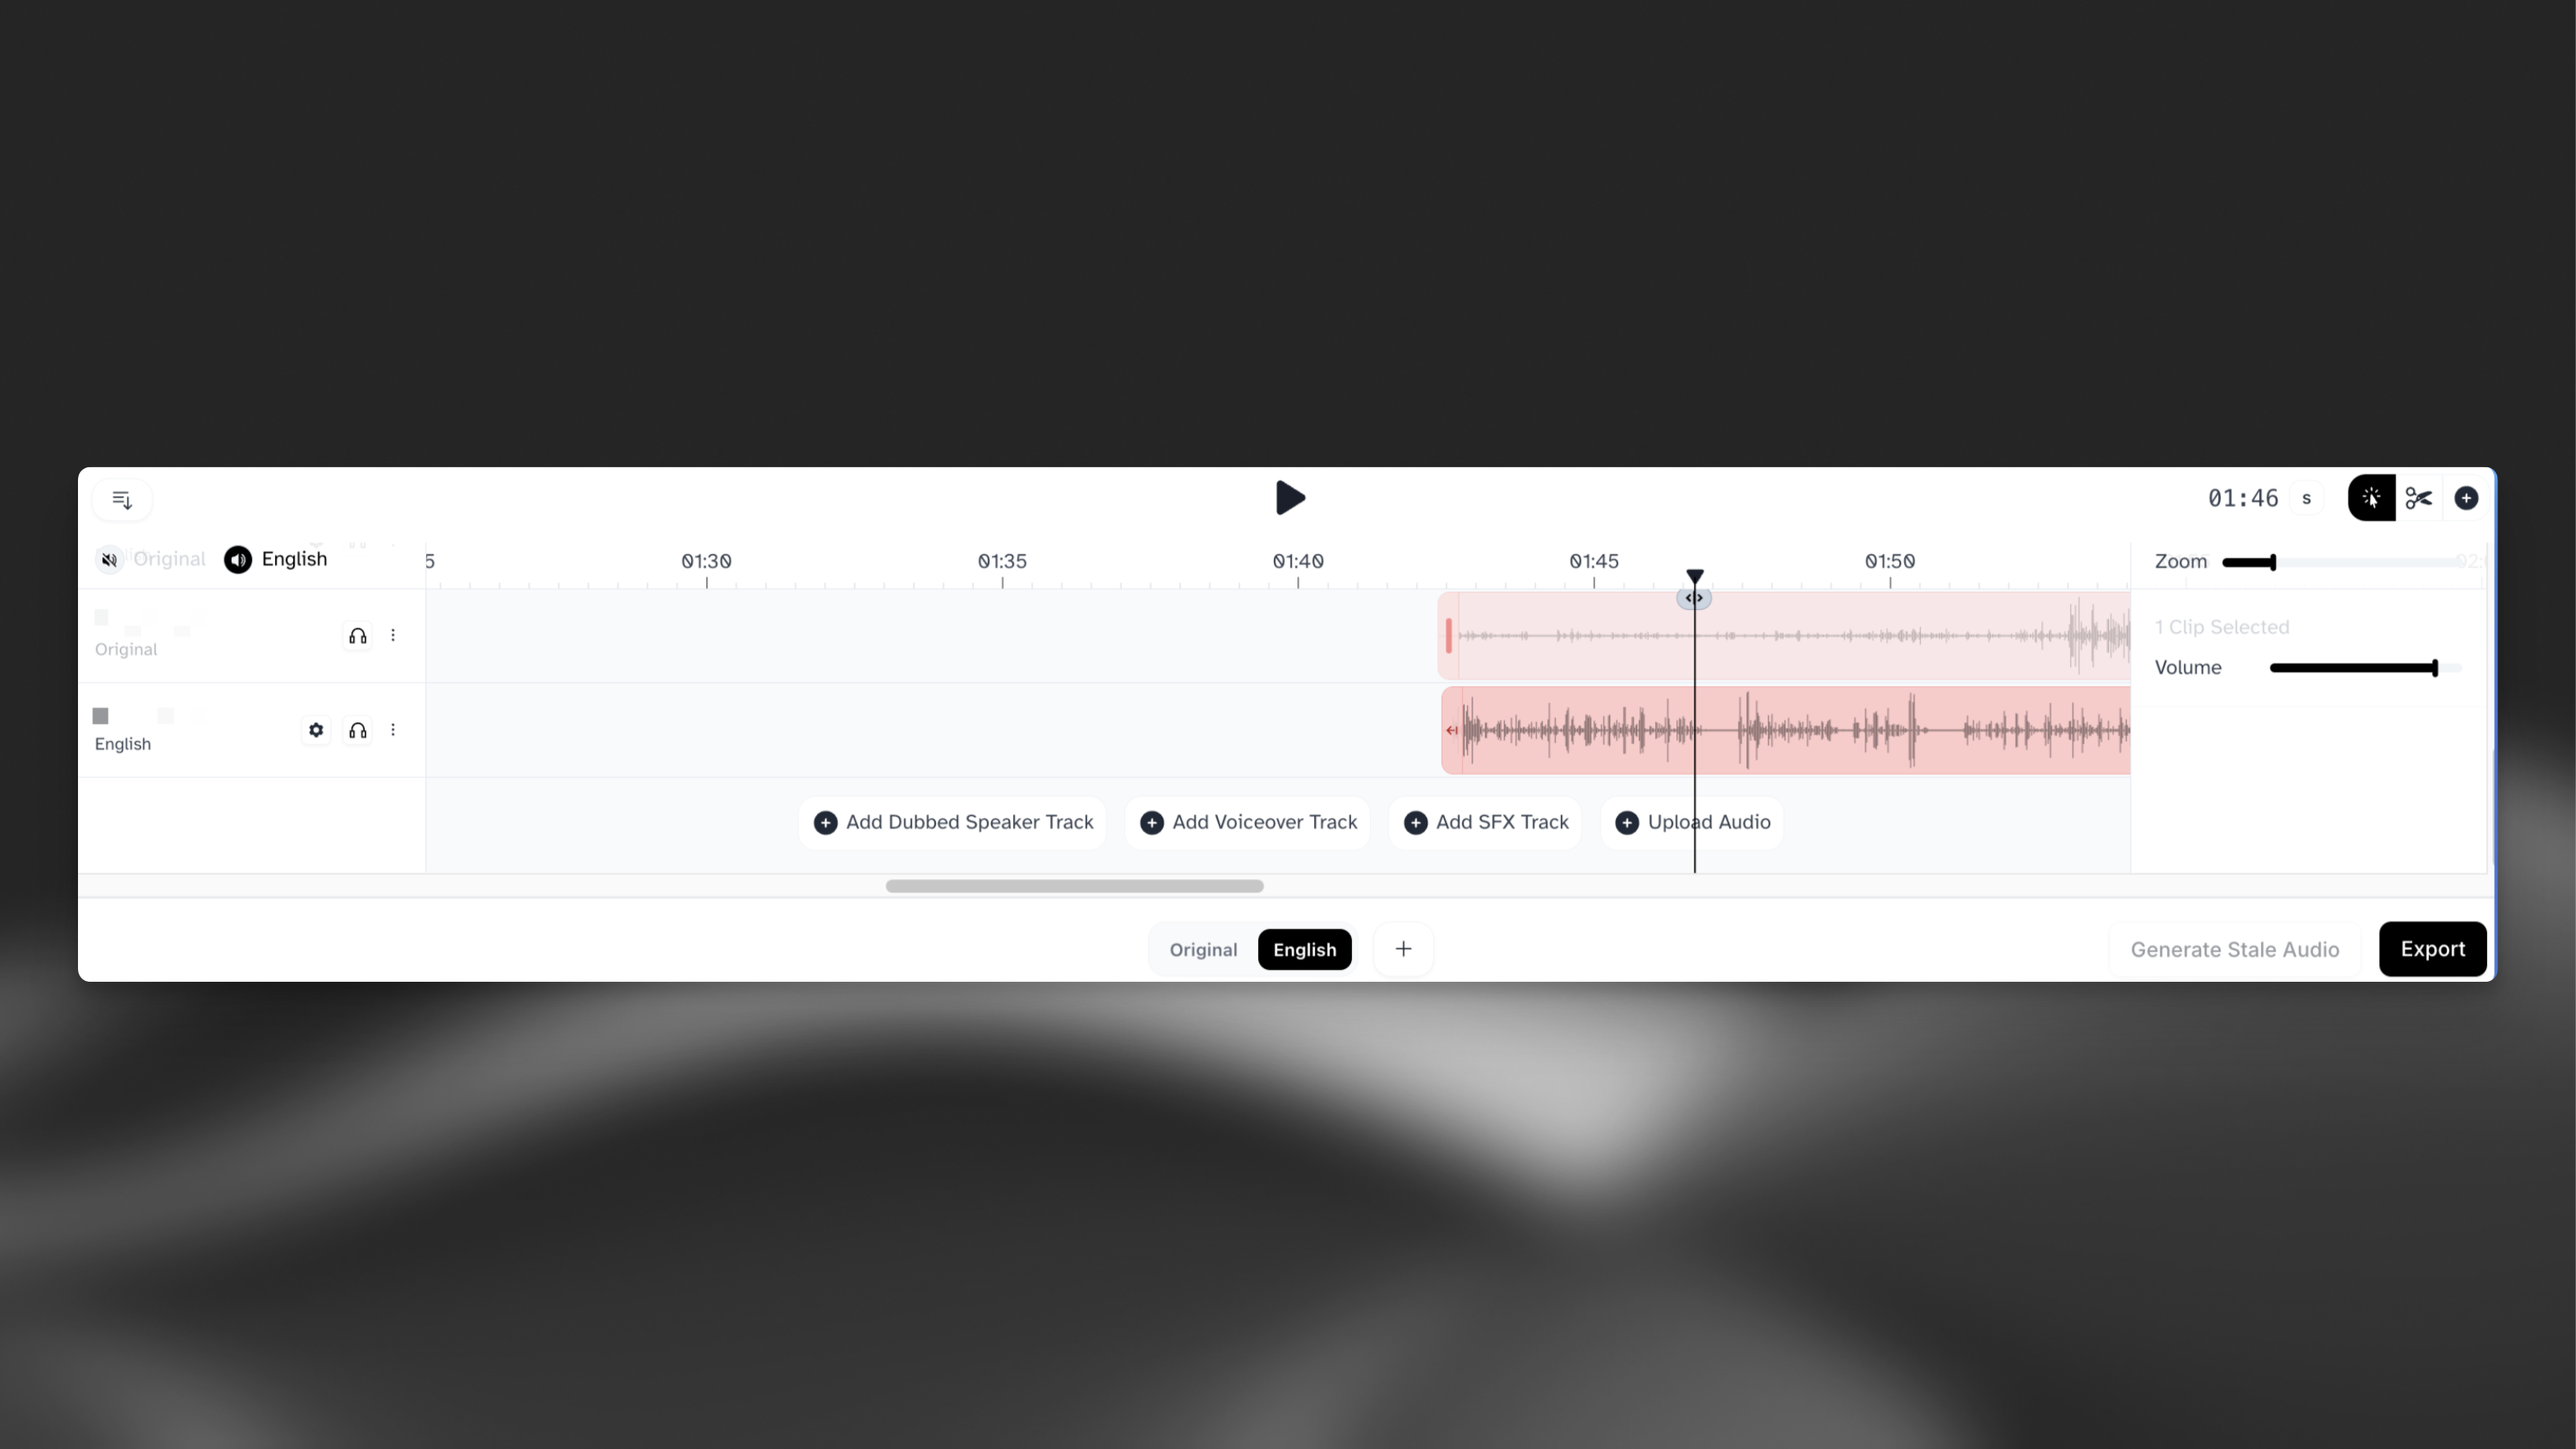 01:46 s
Original English
5 01:30 01:35 01:40 01:45 01:50
Zoom
Original
1 Clip Selected
Volume
English
Add Dubbed Speaker Track Add Voiceover Track Add SFX Track Upload Audio
Original English +
Generate Stale Audio Export